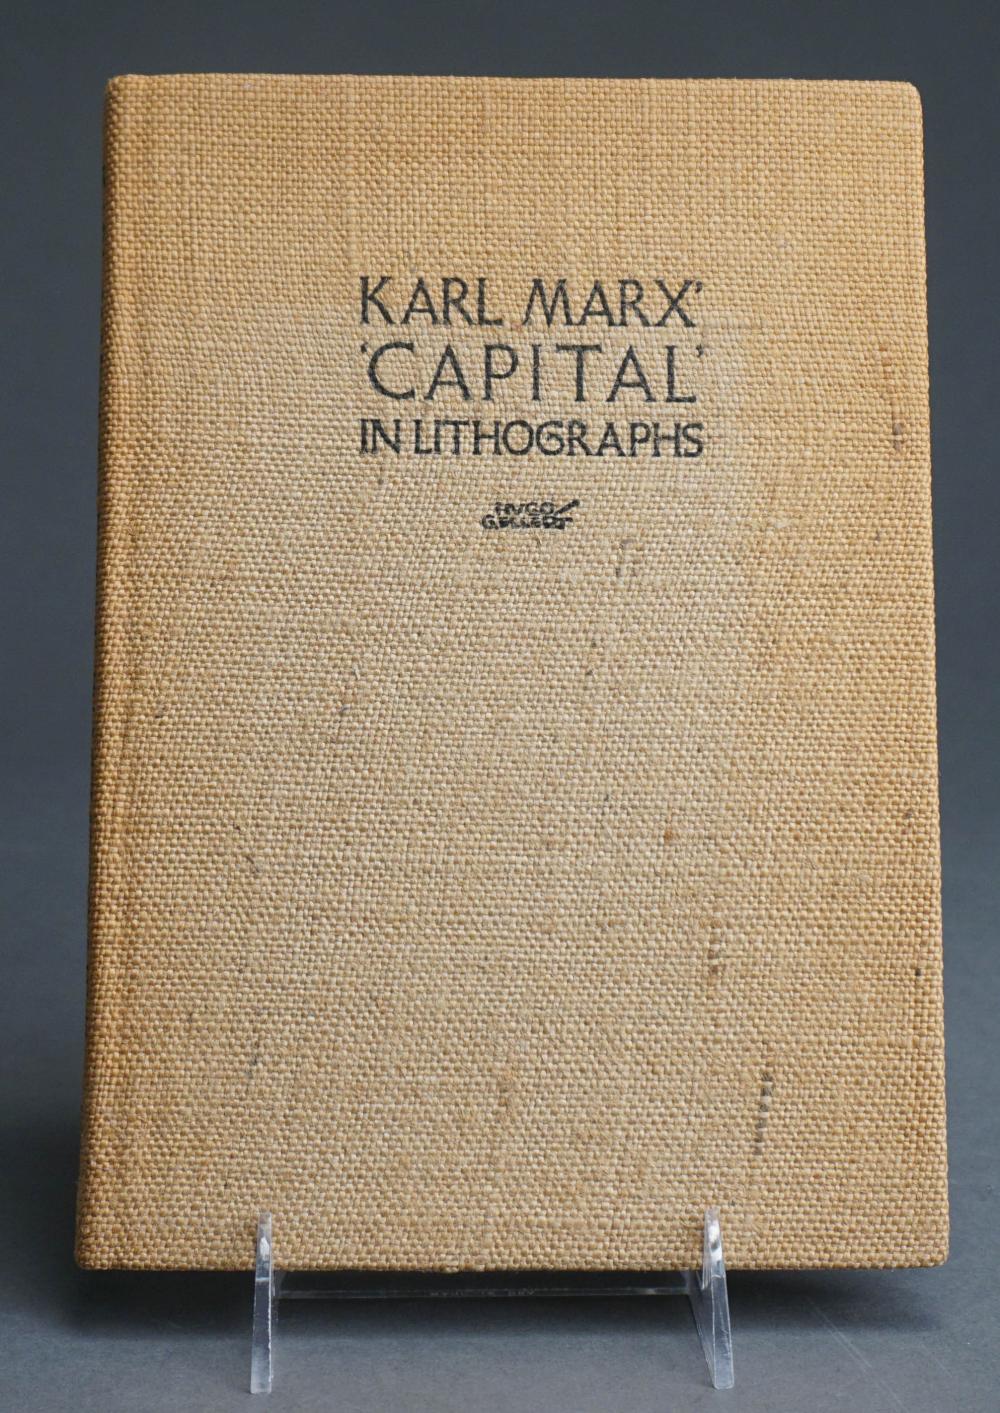 KARL MARX'
'CAPITAL'
IN LITHOGRAPHS
HUGO
GELLERT